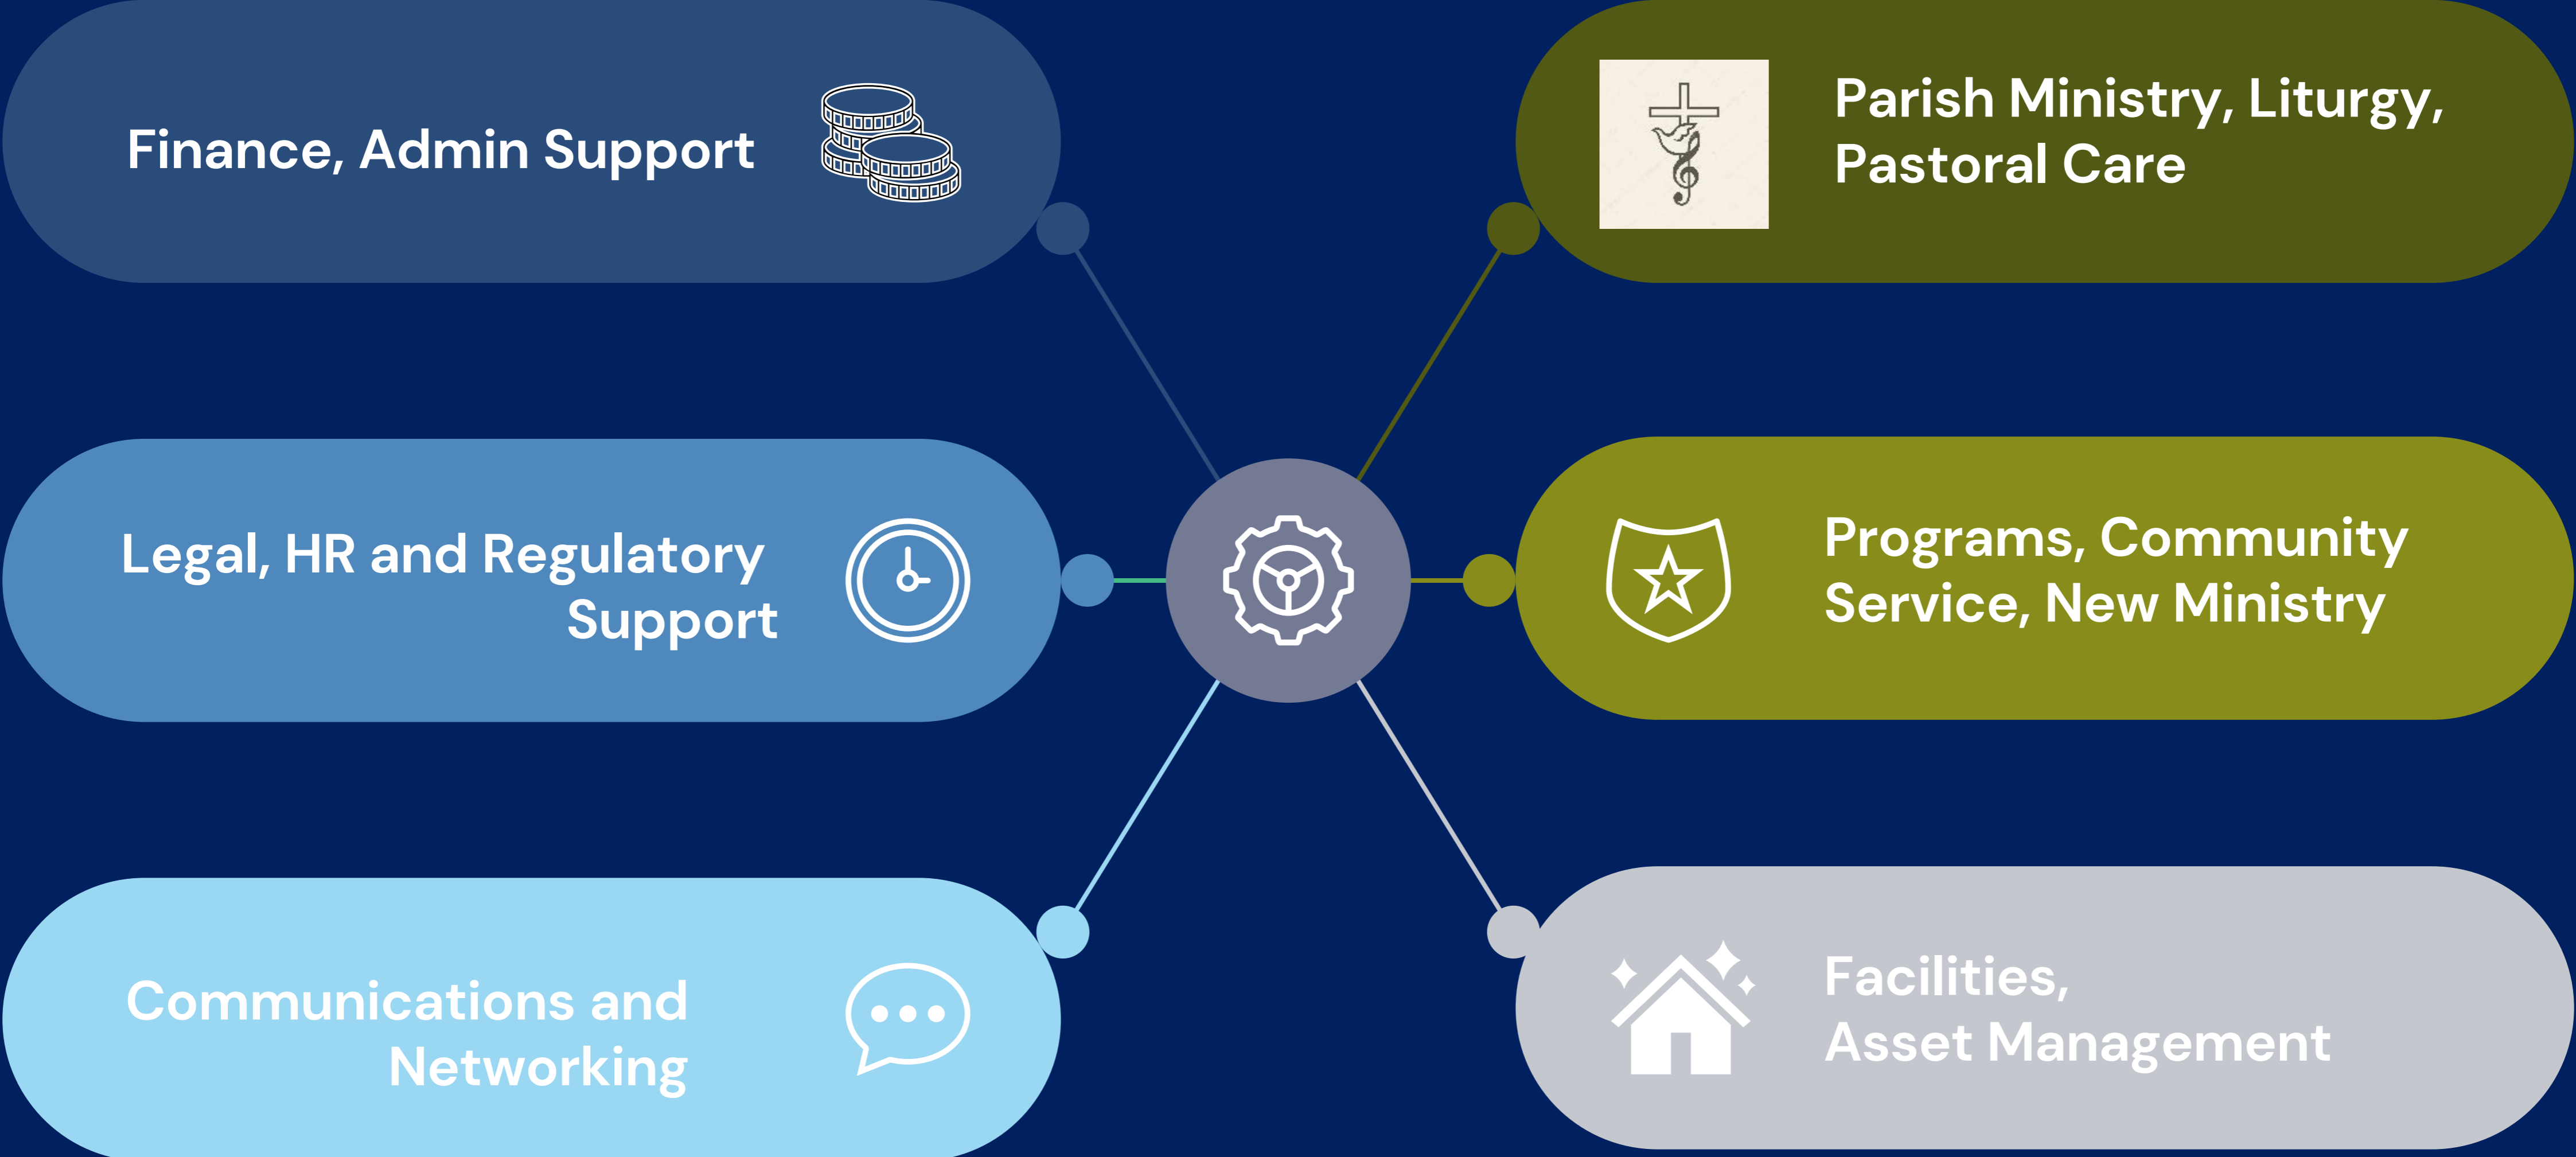 Finance, Admin Support
Parish Ministry, Liturgy,
Pastoral Care
Legal, HR and Regulatory
Support
Programs, Community
Service, New Ministry
Communications and
Networking
Facilities,
Asset Management